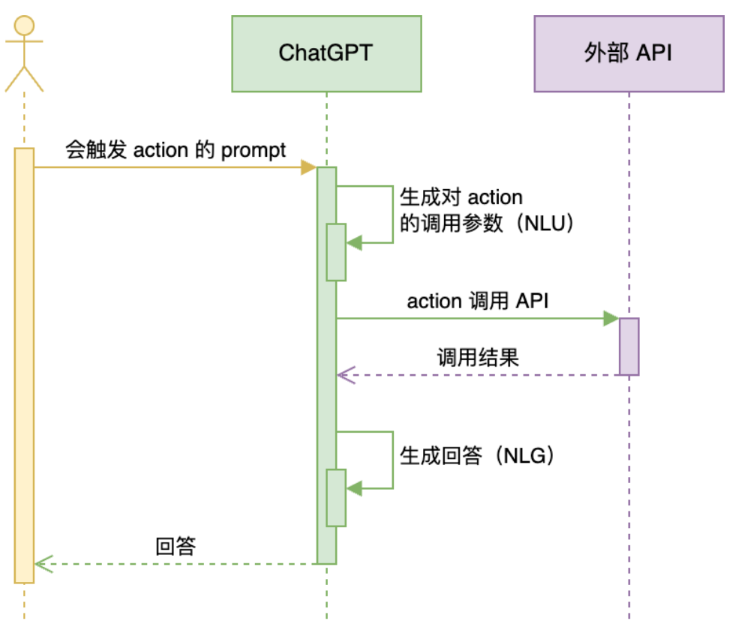 ChatGPT
外部 API
会触发 action 的 prompt
生成对 action
的调用参数（NLU）
action 调用 API
调用结果
生成回答（NLG）
回答